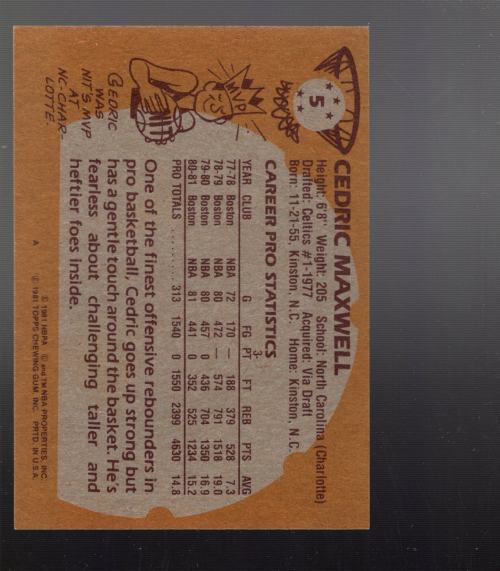 5
CEDRIC MAXWELL
Height: 6'8" Weight: 205 School: North Carolina (Charlotte)
Drafted: Celtics #1-1977 Acquired: Via Draft
Born: 11-21-55, Kinston, N.C. Home: Kinston, N.C.
CAREER PRO STATISTICS
YEAR CLUB G FG 3-PT FT REB PTS AVG
77-78 Boston NBA 72 170 — 188 379 528 7.3
78-79 Boston NBA 80 472 — 574 791 1518 19.0
79-80 Boston NBA 80 457 0 436 704 1350 16.9
80-81 Boston NBA 81 441 0 352 525 1234 15.2
PRO TOTALS .......... 313 1540 0 1550 2399 4630 14.8
MVP
CEDRIC
WAS
NIT'S MVP
AT
NC-CHAR-
LOTTE.
One of the finest offensive rebounders in
pro basketball, Cedric goes up strong but
has a gentle touch around the basket. He's
fearless about challenging taller and
heftier foes inside.
A
© 1981 NBPA © and TM NBA PROPERTIES, INC.
© 1981 TOPPS CHEWING GUM, INC. PRTD. IN U.S.A.